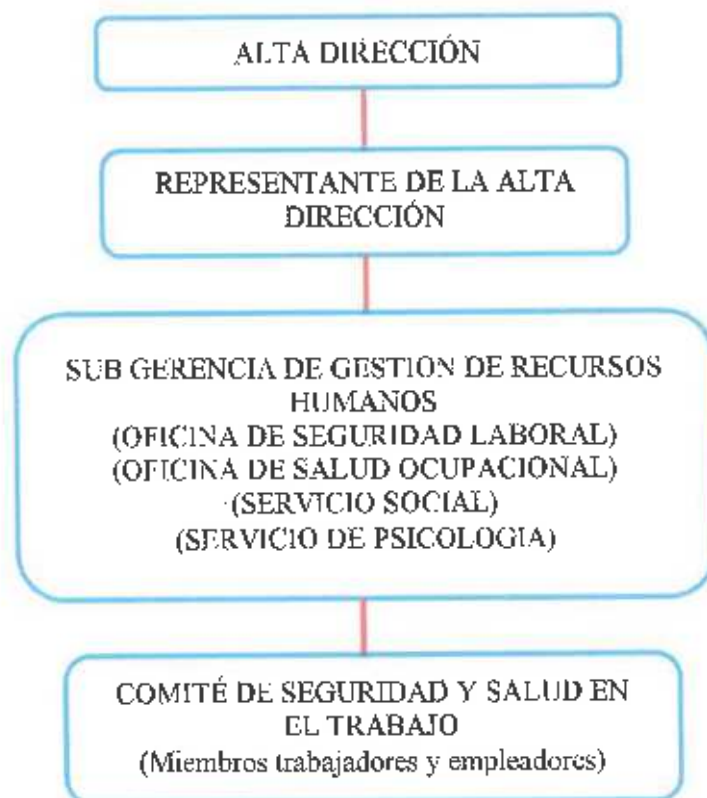 ALTA DIRECCIÓN
REPRESENTANTE DE LA ALTA
DIRECCIÓN
SUB GERENCIA DE GESTION DE RECURSOS
HUMANOS
(OFICINA DE SEGURIDAD LABORAL)
(OFICINA DE SALUD OCUPACIONAL)
(SERVICIO SOCIAL)
(SERVICIO DE PSICOLOGIA)
COMITÉ DE SEGURIDAD Y SALUD EN
EL TRABAJO
(Miembros trabajadores y empleadores)